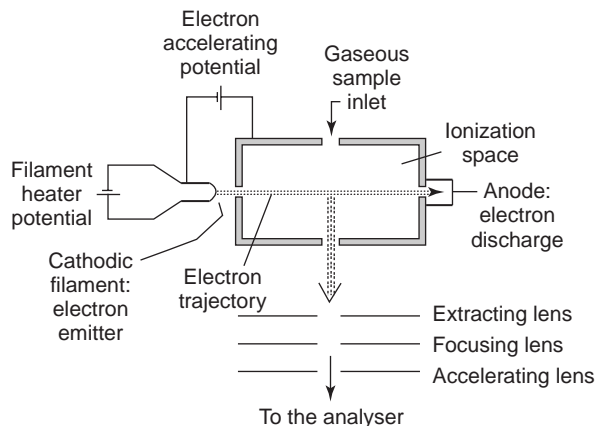 Electron
accelerating
potential
Gaseous
sample
inlet
Ionization
space
Filament
heater
potential
Anode:
electron
discharge
Cathodic
filament:
electron
emitter
Electron
trajectory
Extracting lens
Focusing lens
Accelerating lens
To the analyser